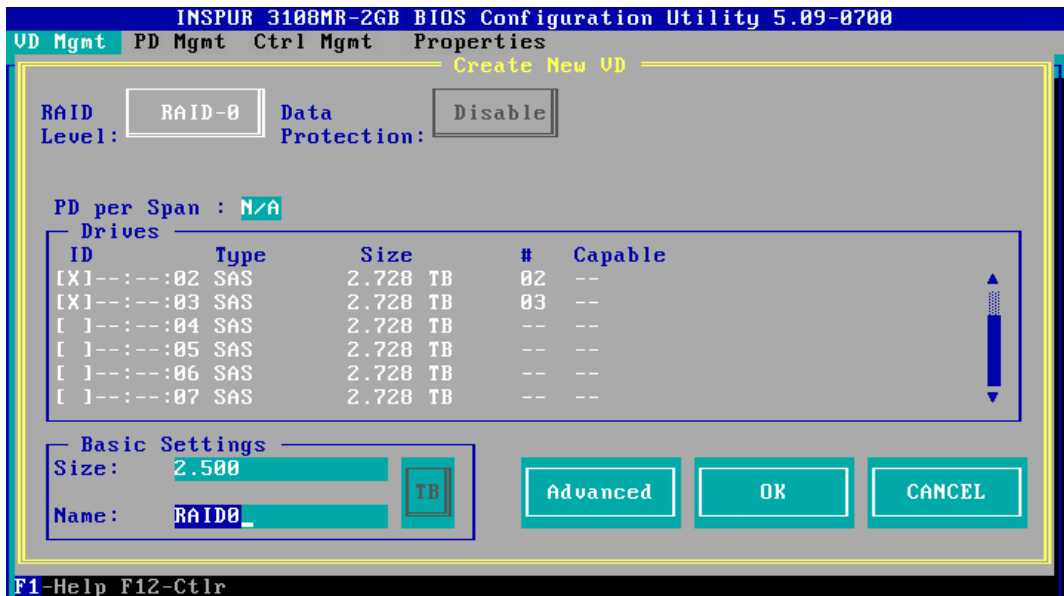 INSPUR 3108MR-2GB BIOS Configuration Utility 5.09-0700
VD Mgmt PD Mgmt Ctrl Mgmt Properties
Create New VD
RAID Level: RAID-0 Data Protection: Disable
PD per Span : N/A
Drives
ID Type Size # Capable
[X]--:--:02 SAS 2.728 TB 02 --
[X]--:--:03 SAS 2.728 TB 03 --
[ ]--:--:04 SAS 2.728 TB -- --
[ ]--:--:05 SAS 2.728 TB -- --
[ ]--:--:06 SAS 2.728 TB -- --
[ ]--:--:07 SAS 2.728 TB -- --
Basic Settings
Size: 2.500 TB
Name: RAID0_
Advanced OK CANCEL
F1-Help F12-Ctlr